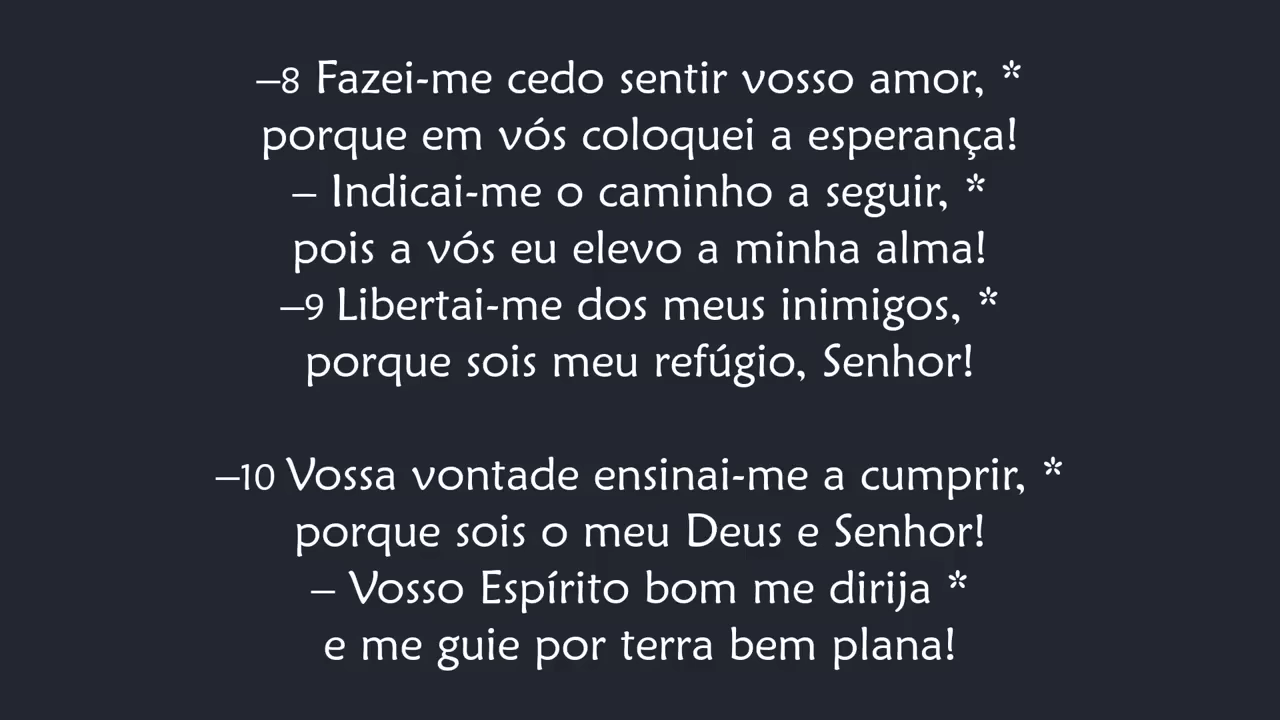 –8 Fazei-me cedo sentir vosso amor, *
porque em vós coloquei a esperança!
– Indicai-me o caminho a seguir, *
pois a vós eu elevo a minha alma!
–9 Libertai-me dos meus inimigos, *
porque sois meu refúgio, Senhor!
–10 Vossa vontade ensinai-me a cumprir, *
porque sois o meu Deus e Senhor!
– Vosso Espírito bom me dirija *
e me guie por terra bem plana!